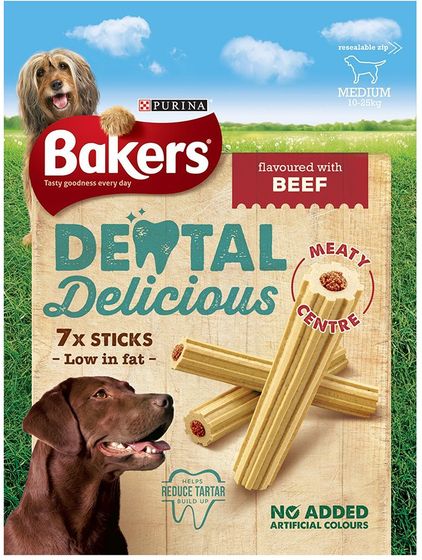 resealable zip
MEDIUM
10-25kg
PURINA
Bakers®
Tasty goodness every day
flavoured with
BEEF
DENTAL
Delicious
MEATY
CENTRE
7x STICKS
- Low in fat -
HELPS
REDUCE TARTAR
BUILD UP
NO ADDED
ARTIFICIAL COLOURS